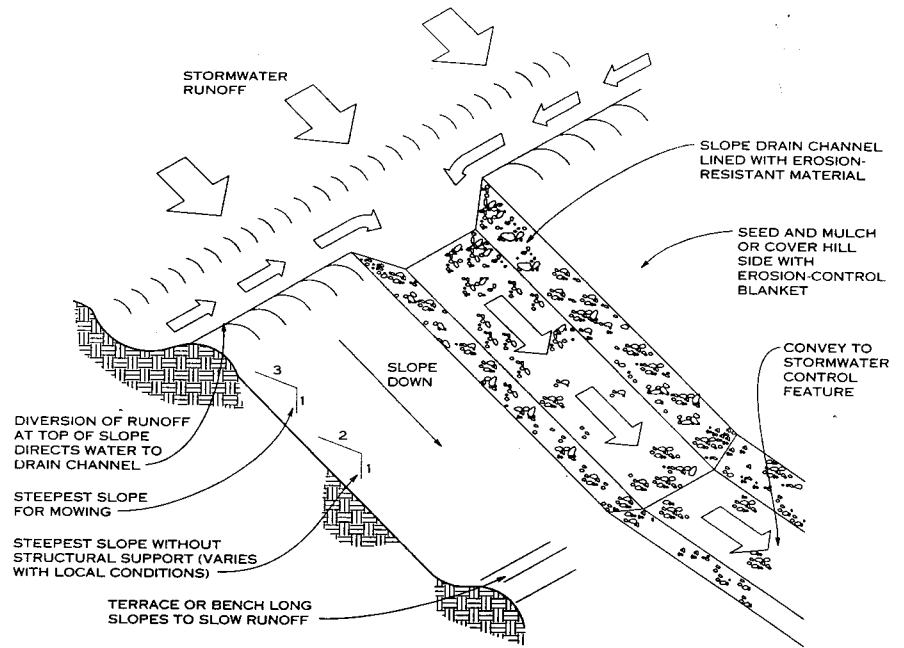 STORMWATER
RUNOFF
SLOPE DRAIN CHANNEL
LINED WITH EROSION-
RESISTANT MATERIAL
SEED AND MULCH
OR COVER HILL
SIDE WITH
EROSION-CONTROL
BLANKET
CONVEY TO
STORMWATER
CONTROL
FEATURE
SLOPE
DOWN
3
1
2
1
DIVERSION OF RUNOFF
AT TOP OF SLOPE
DIRECTS WATER TO
DRAIN CHANNEL
STEEPEST SLOPE
FOR MOWING
STEEPEST SLOPE WITHOUT
STRUCTURAL SUPPORT (VARIES
WITH LOCAL CONDITIONS)
TERRACE OR BENCH LONG
SLOPES TO SLOW RUNOFF